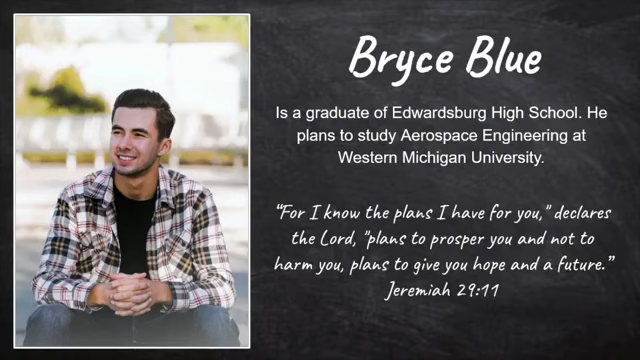 Bryce Blue
Is a graduate of Edwardsburg High School. He
plans to study Aerospace Engineering at
Western Michigan University.
“For I know the plans I have for you,” declares
the Lord, "plans to prosper you and not to
harm you, plans to give you hope and a future.”
Jeremiah 29:11